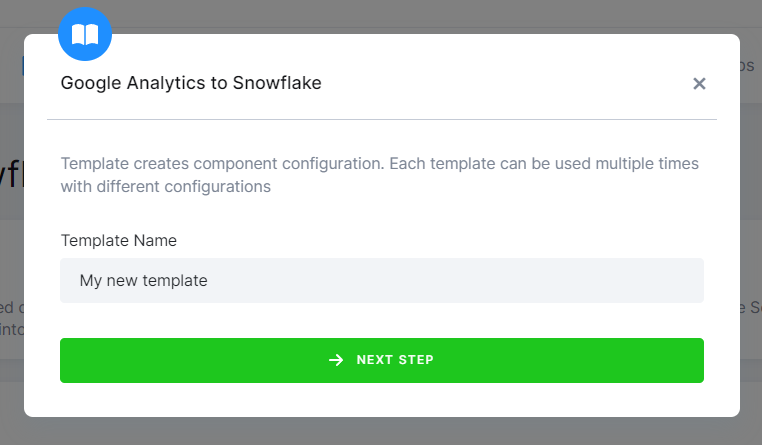 Google Analytics to Snowflake
Template creates component configuration. Each template can be used multiple times
with different configurations
Template Name
My new template
NEXT STEP